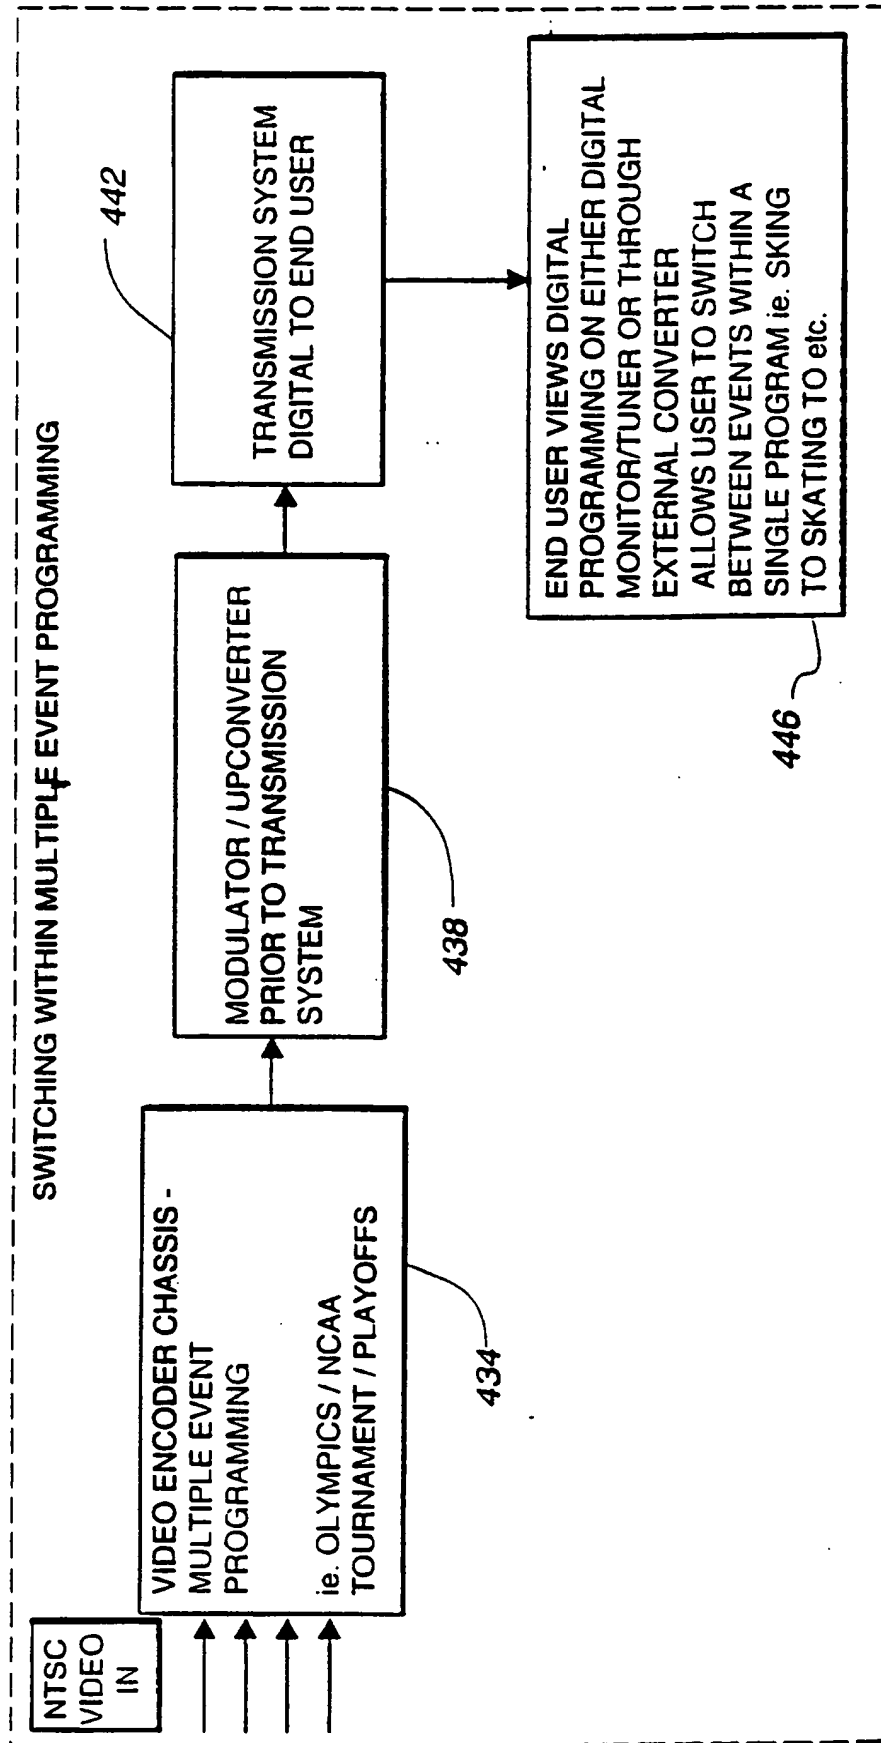 SWITCHING WITHIN MULTIPLE EVENT PROGRAMMING
NTSC
VIDEO
IN
VIDEO ENCODER CHASSIS -
MULTIPLE EVENT
PROGRAMMING
ie. OLYMPICS / NCAA
TOURNAMENT / PLAYOFFS
434
MODULATOR / UPCONVERTER
PRIOR TO TRANSMISSION
SYSTEM
438
TRANSMISSION SYSTEM
DIGITAL TO END USER
442
END USER VIEWS DIGITAL
PROGRAMMING ON EITHER DIGITAL
MONITOR/TUNER OR THROUGH
EXTERNAL CONVERTER
ALLOWS USER TO SWITCH
BETWEEN EVENTS WITHIN A
SINGLE PROGRAM ie. SKING
TO SKATING TO etc.
446